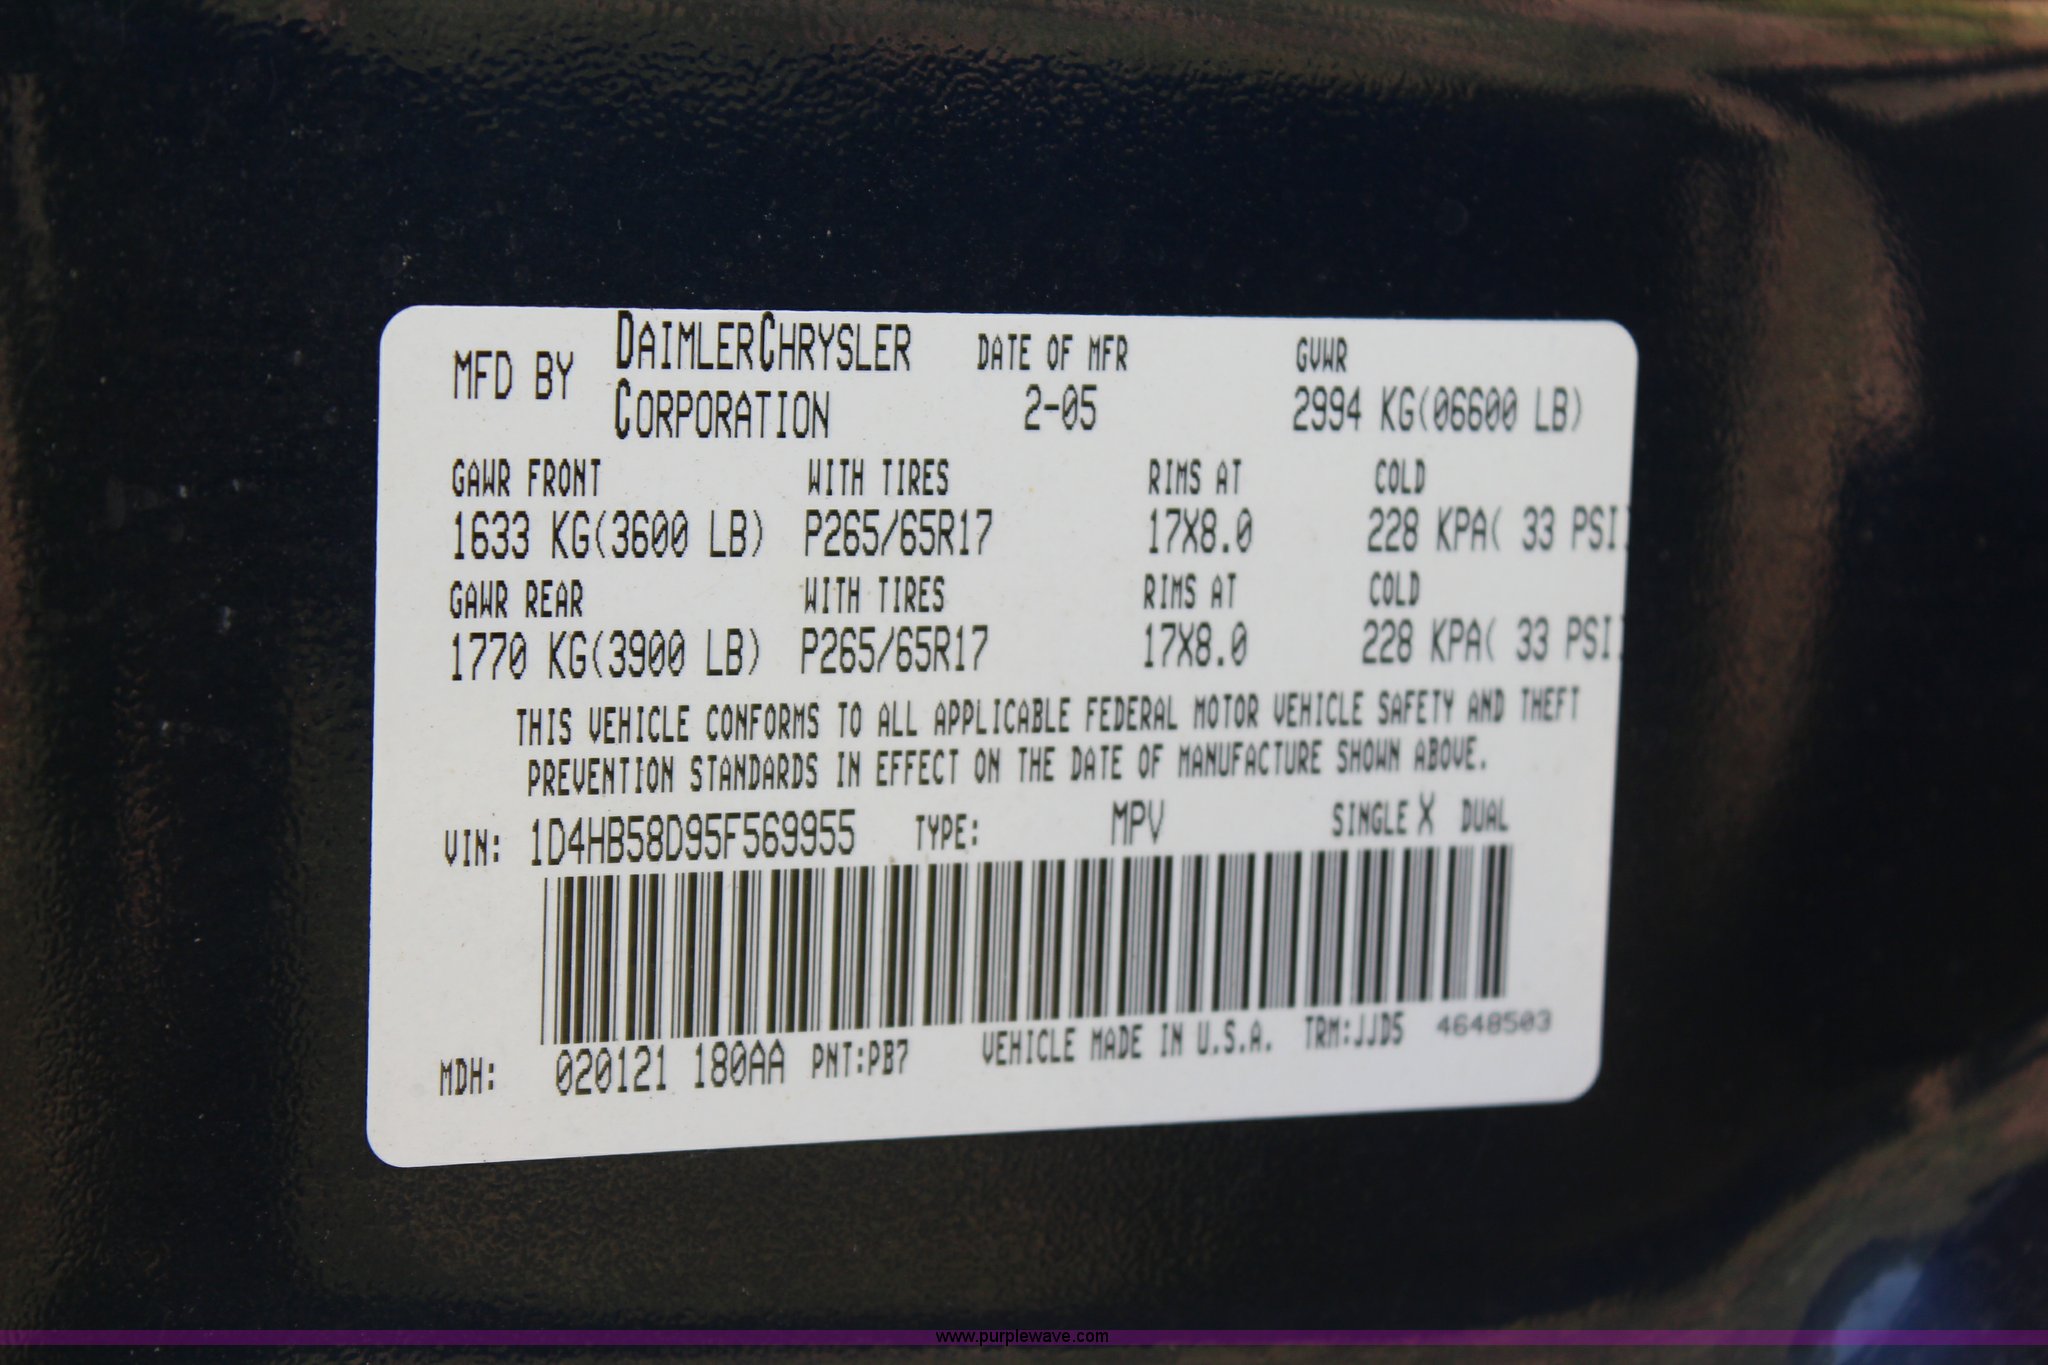 MFD BY DAIMLERCHRYSLER CORPORATION
DATE OF MFR 2-05
GVWR 2994 KG(06600 LB)
GAWR FRONT WITH TIRES RIMS AT COLD
1633 KG(3600 LB) P265/65R17 17X8.0 228 KPA( 33 PSI)
GAWR REAR WITH TIRES RIMS AT COLD
1770 KG(3900 LB) P265/65R17 17X8.0 228 KPA( 33 PSI)
THIS VEHICLE CONFORMS TO ALL APPLICABLE FEDERAL MOTOR VEHICLE SAFETY AND THEFT
PREVENTION STANDARDS IN EFFECT ON THE DATE OF MANUFACTURE SHOWN ABOVE.
VIN: 1D4HB58D95F569955 TYPE: MPV SINGLE X DUAL
MDH: 020121 180AA PNT:PB7 VEHICLE MADE IN U.S.A. TRM:JJD5 4648503
www.purplewave.com